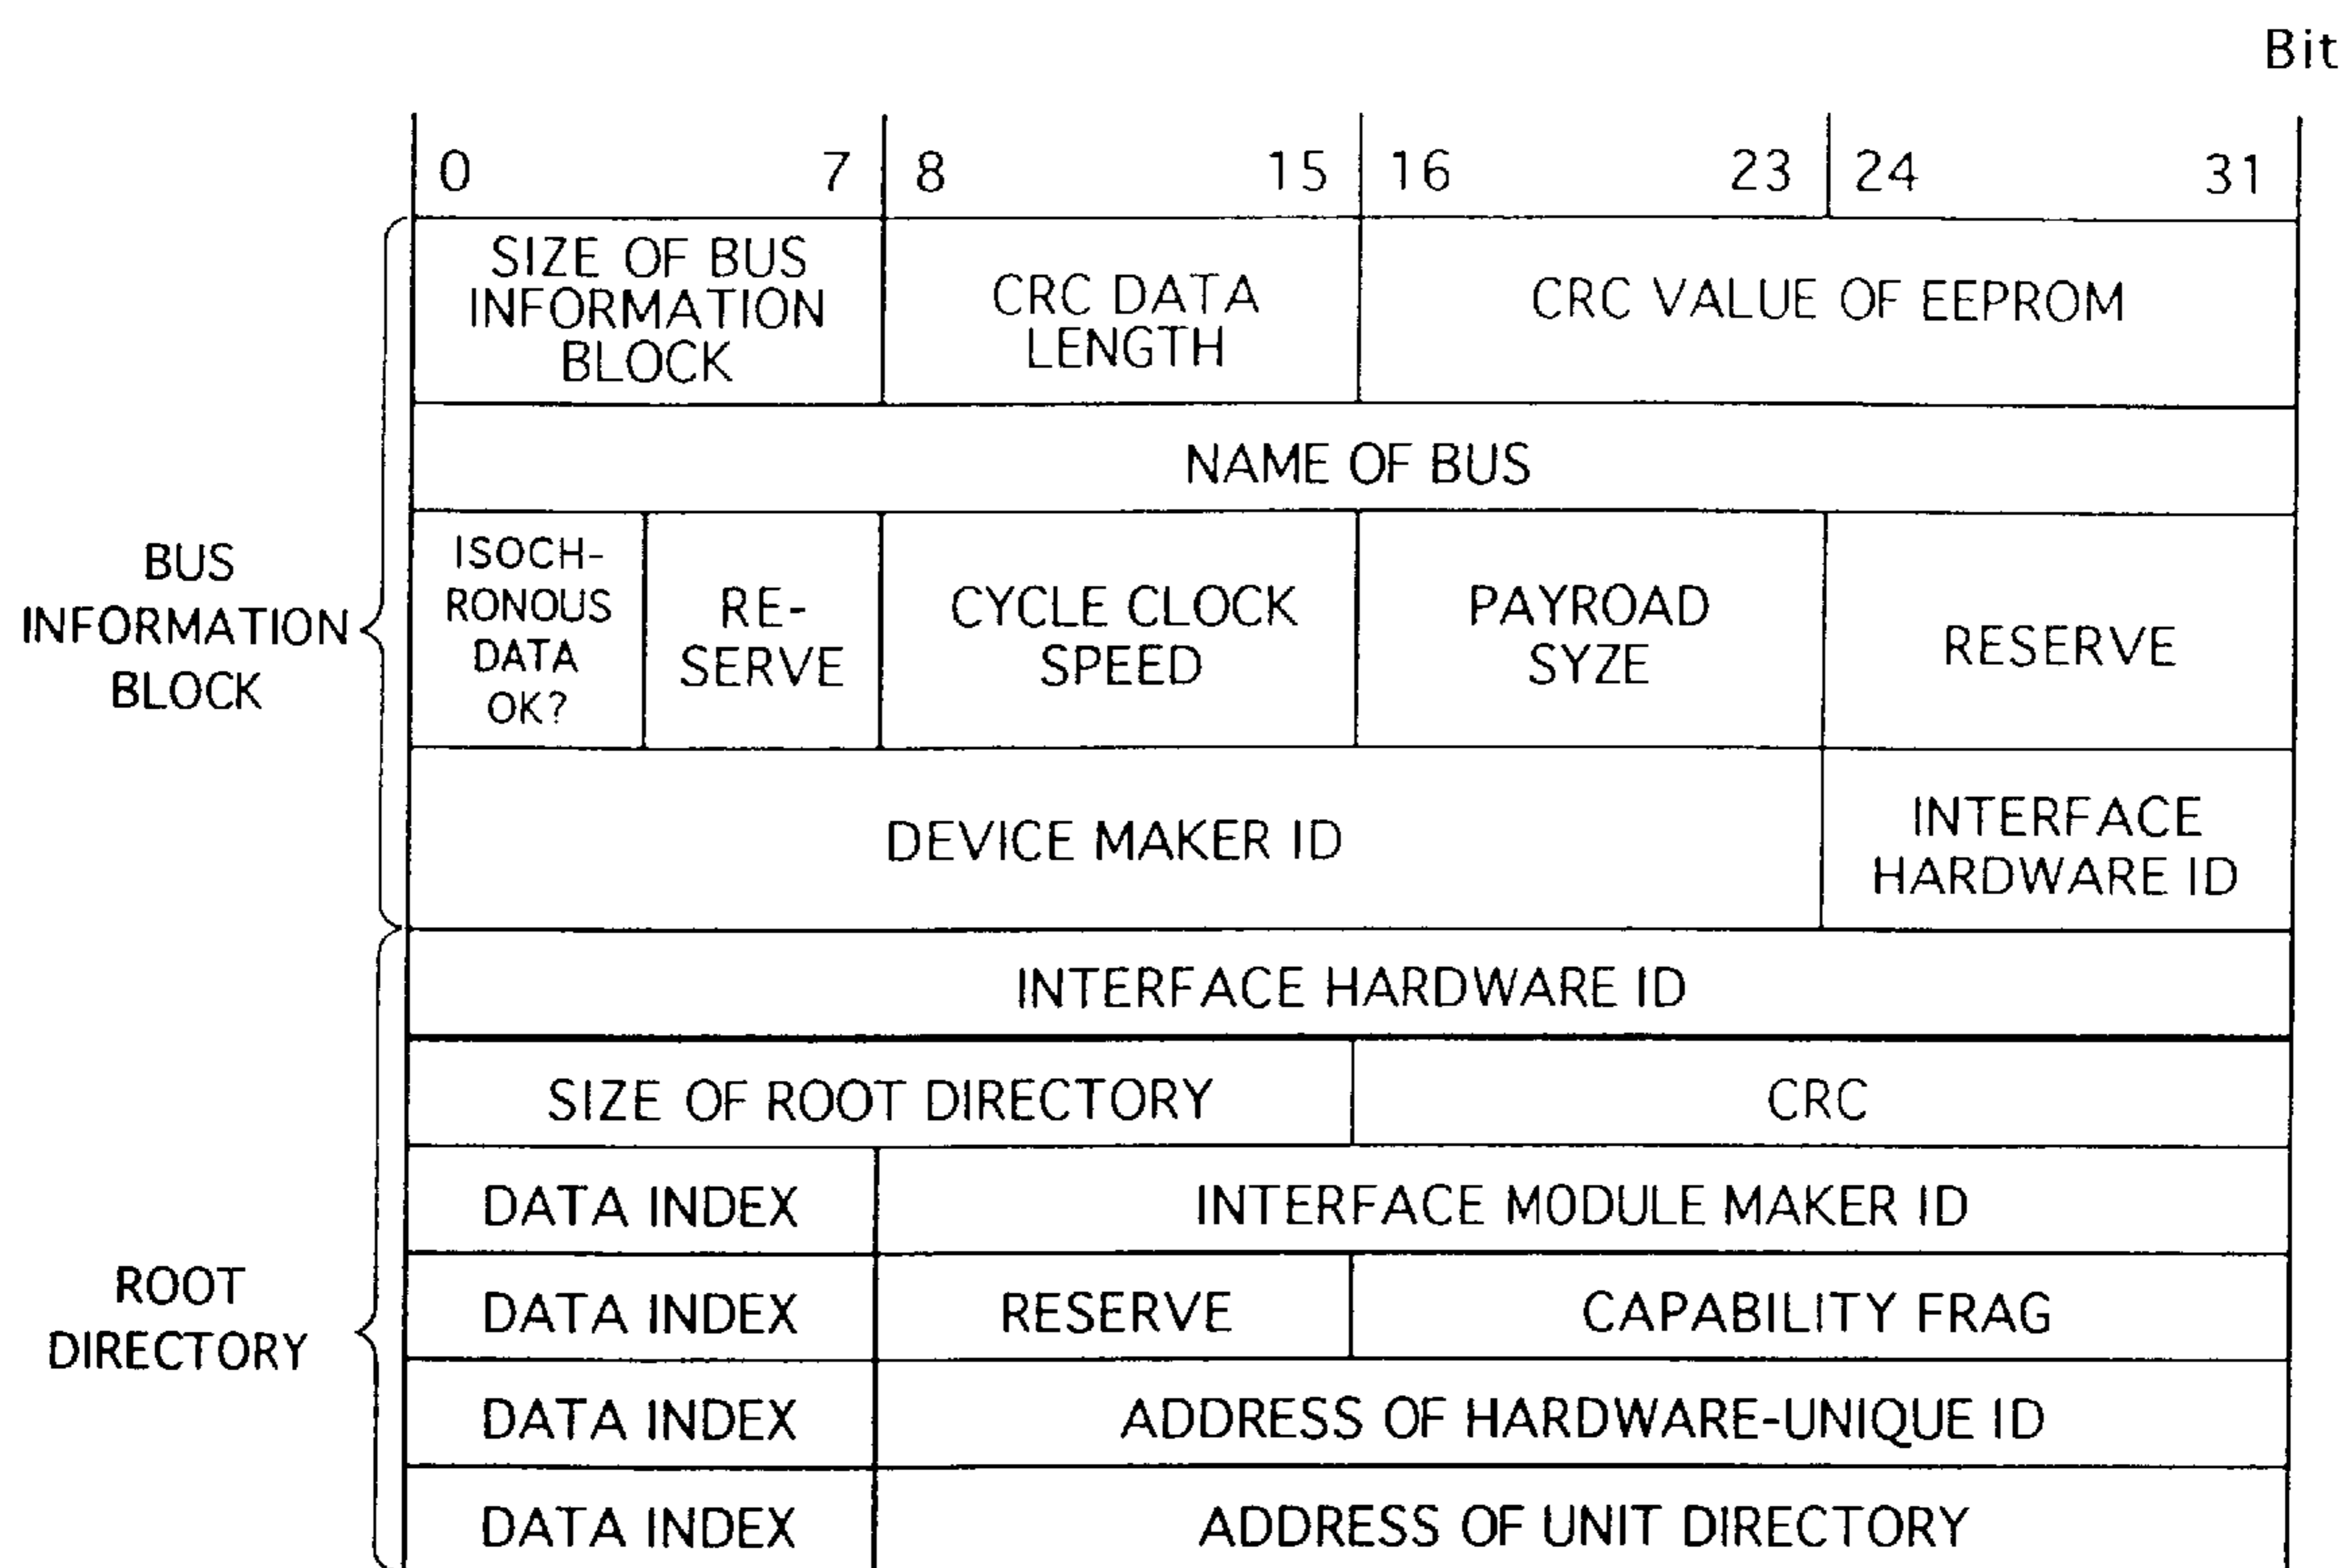 Bit
0 7 8 15 16 23 24 31
SIZE OF BUS
INFORMATION
BLOCK
CRC DATA
LENGTH
CRC VALUE OF EEPROM
NAME OF BUS
BUS
INFORMATION
BLOCK
ISOCH-
RONOUS
DATA
OK?
RE-
SERVE
CYCLE CLOCK
SPEED
PAYROAD
SYZE
RESERVE
DEVICE MAKER ID
INTERFACE
HARDWARE ID
INTERFACE HARDWARE ID
SIZE OF ROOT DIRECTORY
CRC
DATA INDEX
INTERFACE MODULE MAKER ID
ROOT
DIRECTORY
DATA INDEX
RESERVE
CAPABILITY FRAG
DATA INDEX
ADDRESS OF HARDWARE-UNIQUE ID
DATA INDEX
ADDRESS OF UNIT DIRECTORY